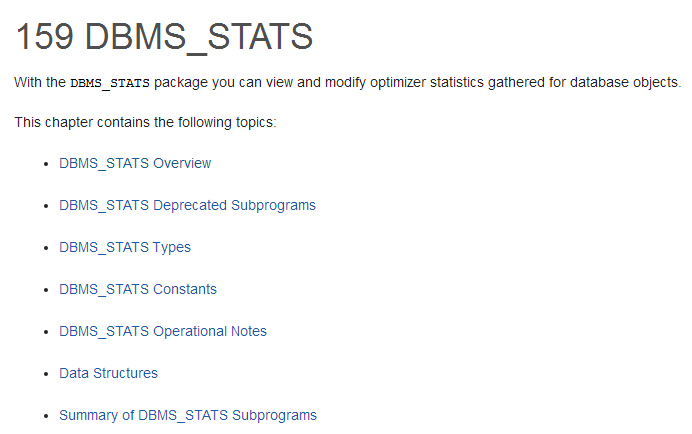 159 DBMS_STATS
With the DBMS_STATS package you can view and modify optimizer statistics gathered for database objects.
This chapter contains the following topics:
• DBMS_STATS Overview
• DBMS_STATS Deprecated Subprograms
• DBMS_STATS Types
• DBMS_STATS Constants
• DBMS_STATS Operational Notes
• Data Structures
• Summary of DBMS_STATS Subprograms